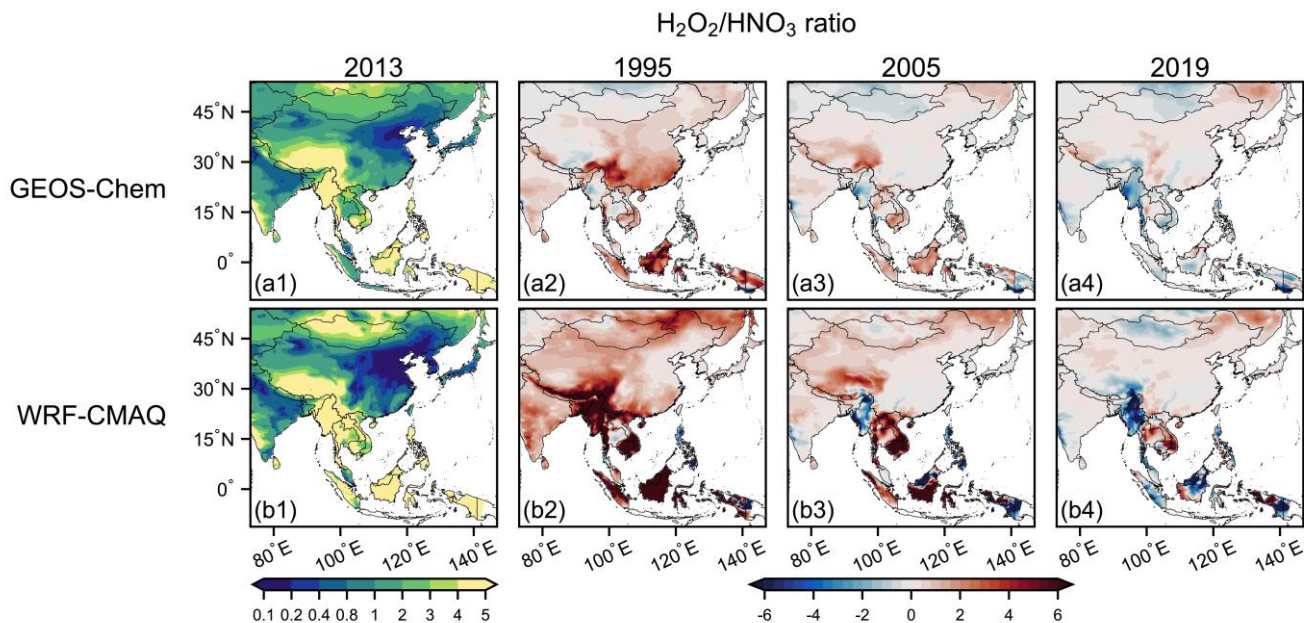 H₂O₂/HNO₃ ratio
2013 1995 2005 2019
45°N
30°N
GEOS-Chem
15°N
0°
(a1) (a2) (a3) (a4)
45°N
30°N
WRF-CMAQ
15°N
0°
(b1) (b2) (b3) (b4)
80°E 100°E 120°E 140°E 80°E 100°E 120°E 140°E 80°E 100°E 120°E 140°E 80°E 100°E 120°E 140°E
0.1 0.2 0.4 0.8 1 2 3 4 5 -6 -4 -2 0 2 4 6